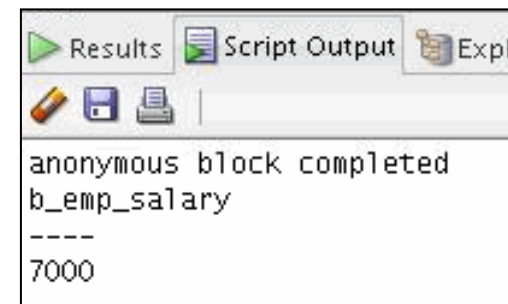 Results Script Output Expl
anonymous block completed
b_emp_salary
----
7000